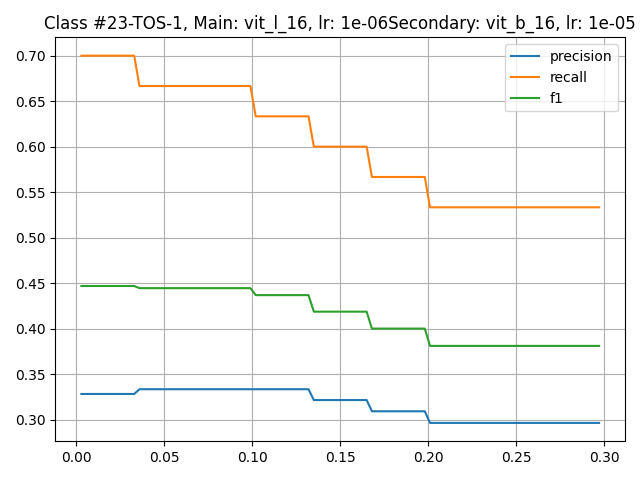 Class #23-TOS-1, Main: vit_l_16, lr: 1e-06Secondary: vit_b_16, lr: 1e-05
precision
recall
f1
0.70
0.65
0.60
0.55
0.50
0.45
0.40
0.35
0.30
0.00 0.05 0.10 0.15 0.20 0.25 0.30